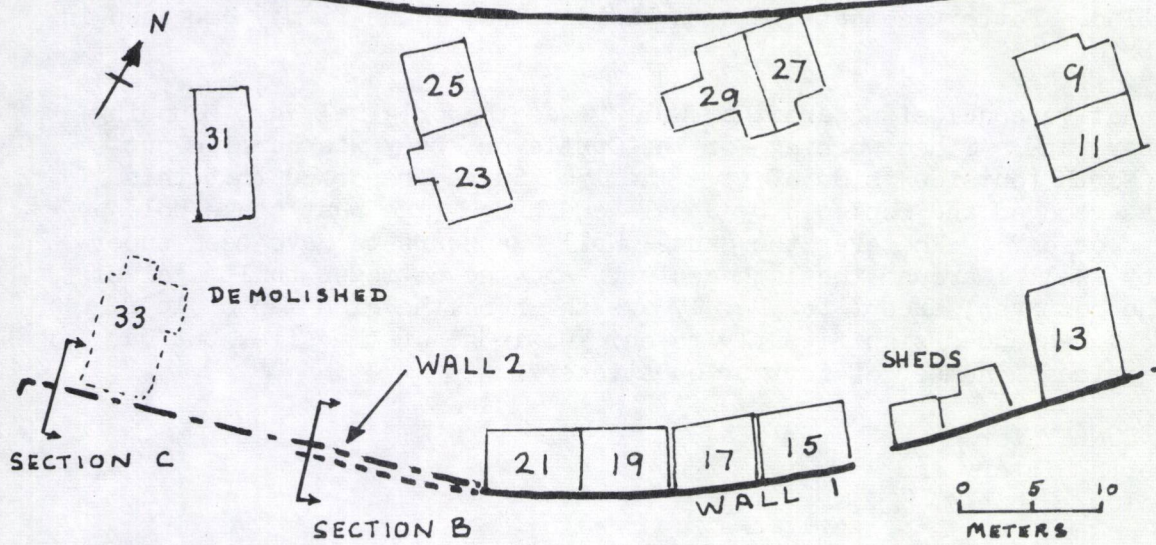 N
25
27
29
9
11
31
23
33
DEMOLISHED
13
SHEDS
WALL 2
SECTION C
21
19
17
15
WALL 1
SECTION B
0 5 10
METERS